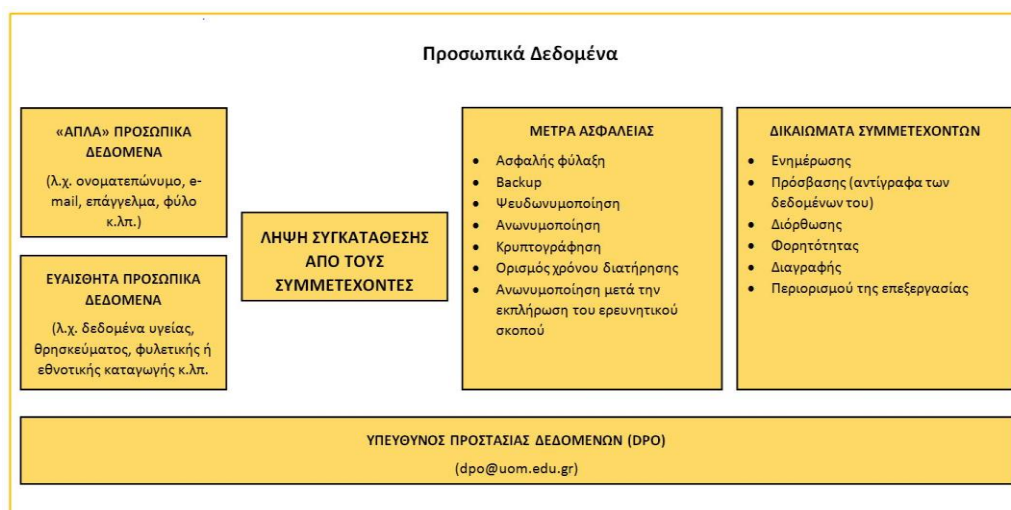 Προσωπικά Δεδομένα
«ΑΠΛΑ» ΠΡΟΣΩΠΙΚΑ
ΔΕΔΟΜΕΝΑ
(λ.χ. ονοματεπώνυμο, e-
mail, επάγγελμα, φύλο
κ.λπ.)
ΕΥΑΙΣΘΗΤΑ ΠΡΟΣΩΠΙΚΑ
ΔΕΔΟΜΕΝΑ
(λ.χ. δεδομένα υγείας,
θρησκεύματος, φυλετικής ή
εθνοτικής καταγωγής κ.λπ.
ΛΗΨΗ ΣΥΓΚΑΤΑΘΕΣΗΣ
ΑΠΟ ΤΟΥΣ
ΣΥΜΜΕΤΕΧΟΝΤΕΣ
ΜΕΤΡΑ ΑΣΦΑΛΕΙΑΣ
• Ασφαλής φύλαξη
• Backup
• Ψευδωνυμοποίηση
• Ανωνυμοποίηση
• Κρυπτογράφηση
• Ορισμός χρόνου διατήρησης
• Ανωνυμοποίηση μετά την
εκπλήρωση του ερευνητικού
σκοπού
ΔΙΚΑΙΩΜΑΤΑ ΣΥΜΜΕΤΕΧΟΝΤΩΝ
• Ενημέρωσης
• Πρόσβασης (αντίγραφα των
δεδομένων του)
• Διόρθωσης
• Φορητότητας
• Διαγραφής
• Περιορισμού της επεξεργασίας
ΥΠΕΥΘΥΝΟΣ ΠΡΟΣΤΑΣΙΑΣ ΔΕΔΟΜΕΝΩΝ (DPO)
(dpo@uom.edu.gr)